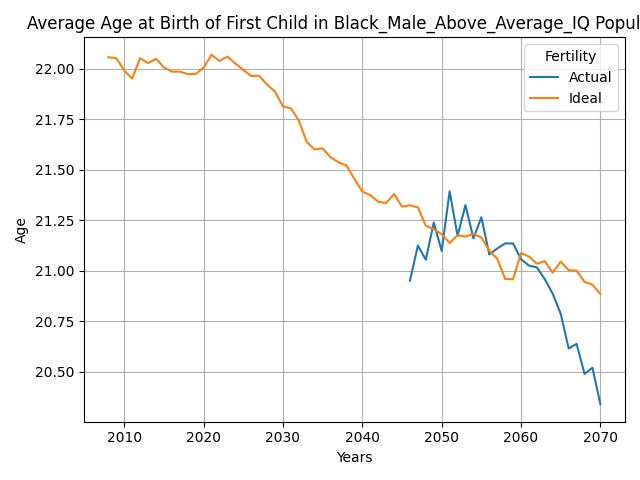 Average Age at Birth of First Child in Black_Male_Above_Average_IQ Popul
Fertility
Actual
Ideal
22.00
21.75
21.50
21.25
21.00
20.75
20.50
Age
2010 2020 2030 2040 2050 2060 2070
Years